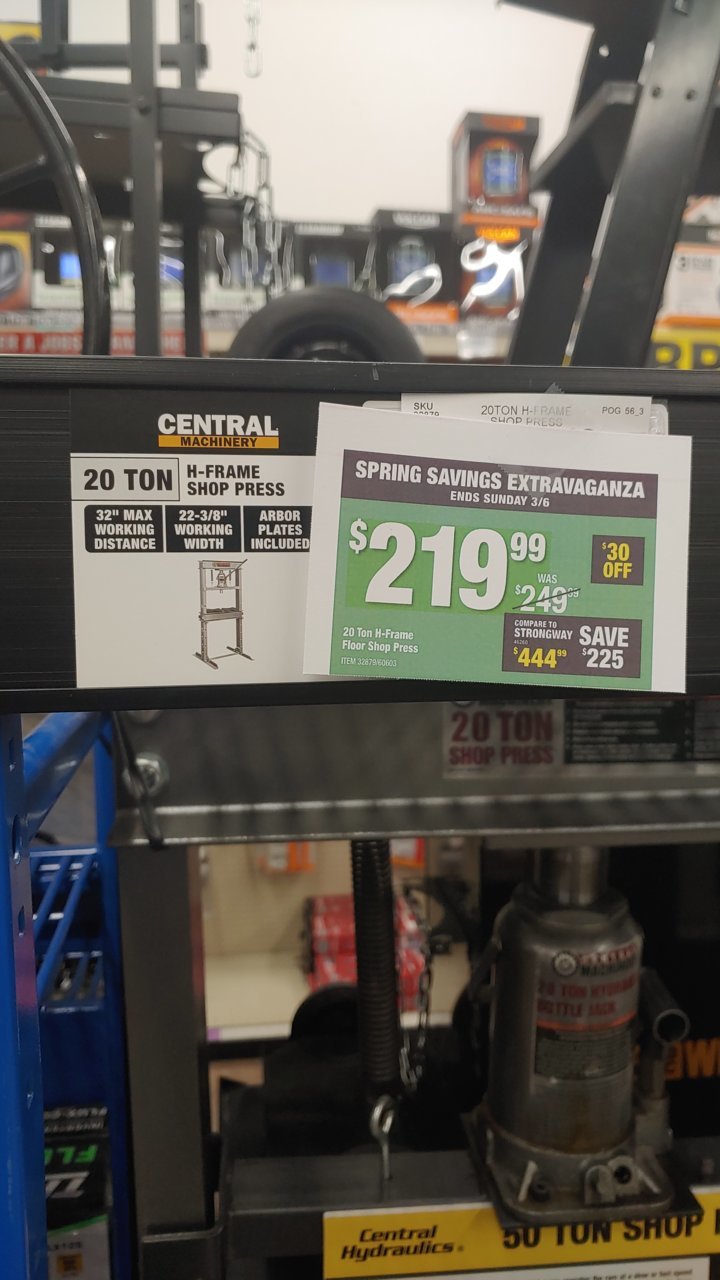 CENTRAL
MACHINERY
20 TON
H-FRAME
SHOP PRESS
32" MAX
WORKING
DISTANCE
22-3/8"
WORKING
WIDTH
ARBOR
PLATES
INCLUDED
SKU
20TON H-FRAME
SHOP PRESS
POG 56_3
SPRING SAVINGS EXTRAVAGANZA
ENDS SUNDAY 3/6
$219.99
$30
OFF
WAS
$249.99
20 Ton H-Frame
Floor Shop Press
ITEM 32879/60603
COMPARE TO
STRONGWAY
$444.99
SAVE
$225
20 TON
SHOP PRESS
20 TON HYDRAULIC
BOTTLE JACK
Central
Hydraulics®
50 TON SHOP